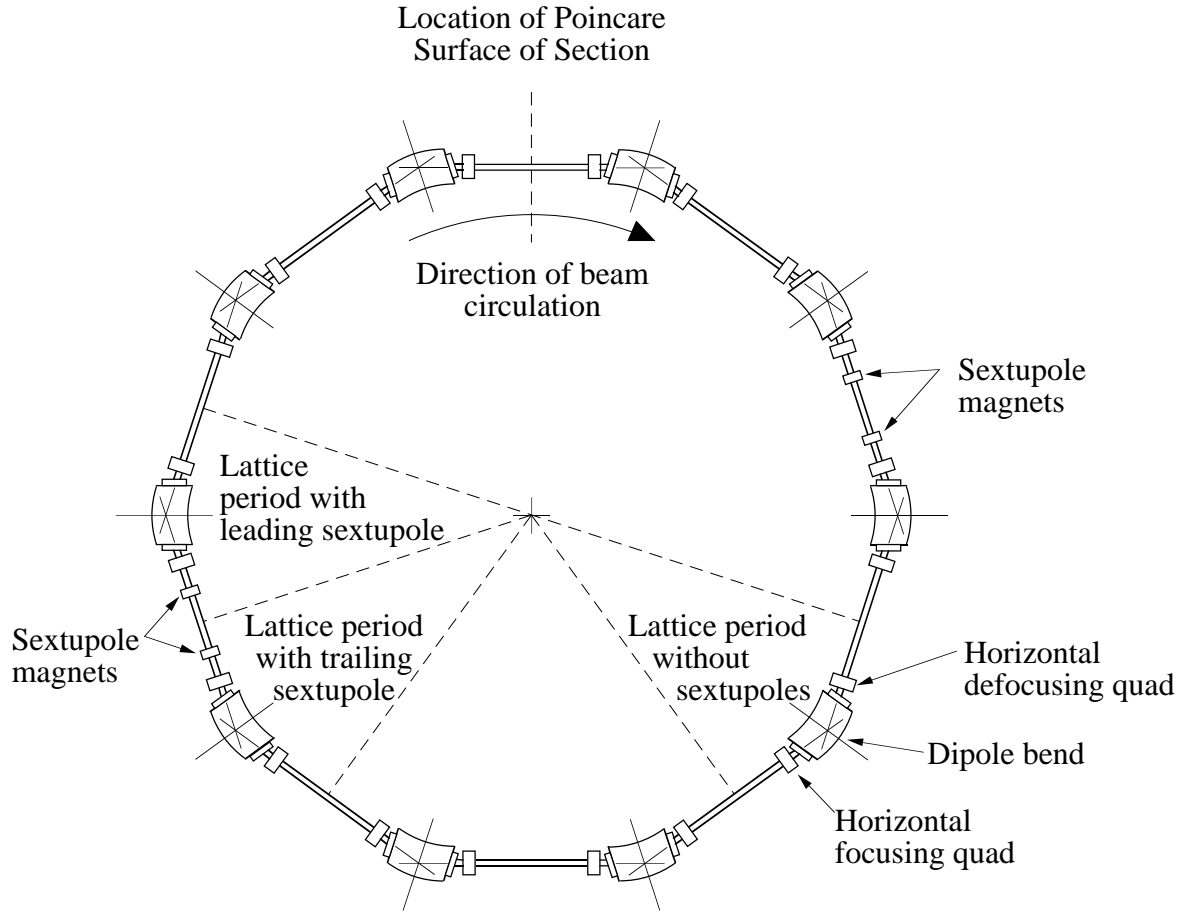 Location of Poincare
Surface of Section
Direction of beam
circulation
Sextupole
magnets
Lattice
period with
leading sextupole
Sextupole
magnets
Lattice period
with trailing
sextupole
Lattice period
without
sextupoles
Horizontal
defocusing quad
Dipole bend
Horizontal
focusing quad